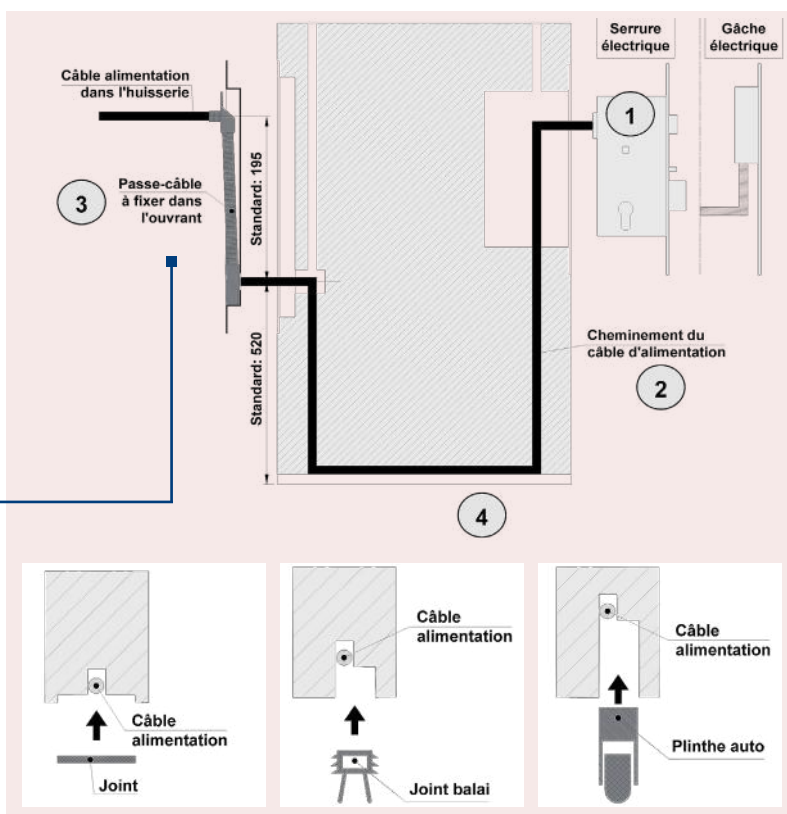 Serrure
électrique
Gâche
électrique
Câble alimentation
dans l'huisserie
1
3
Passe-câble
à fixer dans
l'ouvrant
Standard: 195
Standard: 520
Cheminement du
câble d'alimentation
2
4
Câble
alimentation
Joint
Câble
alimentation
Joint balai
Câble
alimentation
Plinthe auto